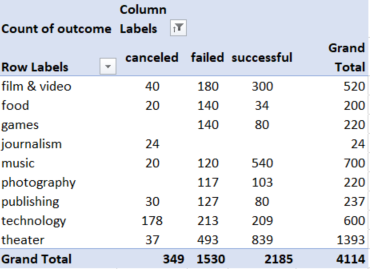 Column
Count of outcome Labels
canceled failed successful Grand
Row Labels Total
film & video 40 180 300 520
food 20 140 34 200
games 140 80 220
journalism 24 24
music 20 120 540 700
photography 117 103 220
publishing 30 127 80 237
technology 178 213 209 600
theater 37 493 839 1393
Grand Total 349 1530 2185 4114